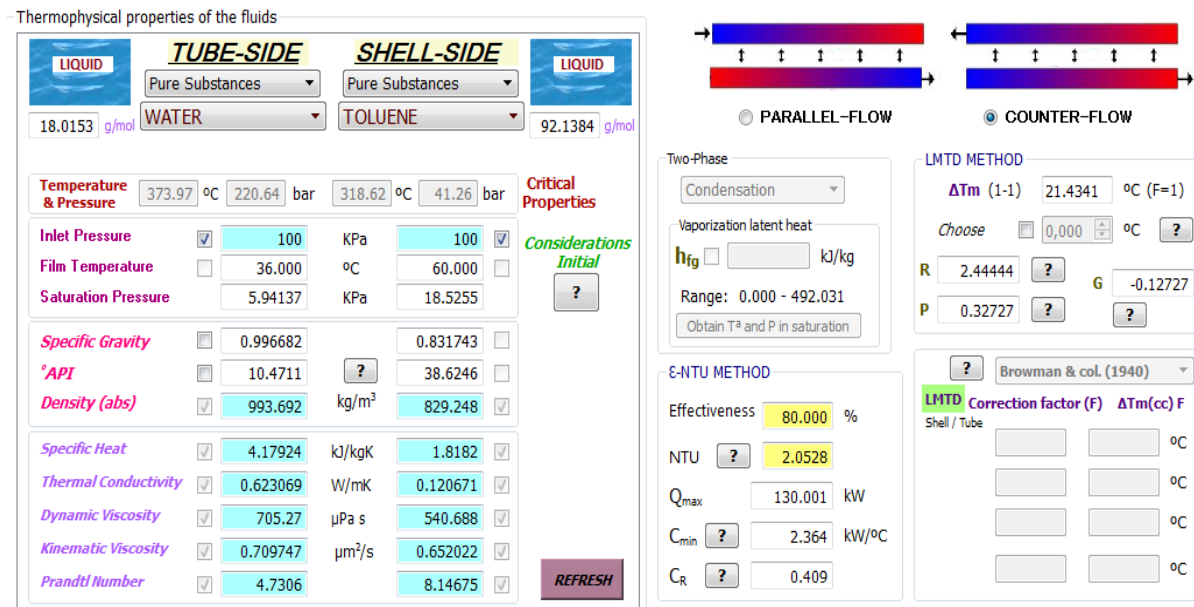 Thermophysical properties of the fluids
LIQUID
TUBE-SIDE
SHELL-SIDE
LIQUID
Pure Substances
Pure Substances
18.0153 g/mol
WATER
TOLUENE
92.1384 g/mol
Temperature & Pressure
373.97 ºC 220.64 bar 318.62 ºC 41.26 bar
Critical Properties
Inlet Pressure 100 KPa 100
Considerations Initial
?
Film Temperature 36.000 ºC 60.000
Saturation Pressure 5.94137 KPa 18.5255
Specific Gravity 0.996682 0.831743
ºAPI 10.4711 ? 38.6246
Density (abs) 993.692 kg/m³ 829.248
Specific Heat 4.17924 kJ/kgK 1.8182
Thermal Conductivity 0.623069 W/mK 0.120671
Dynamic Viscosity 705.27 µPa s 540.688
Kinematic Viscosity 0.709747 µm²/s 0.652022
Prandtl Number 4.7306 8.14675
REFRESH
PARALLEL-FLOW
COUNTER-FLOW
Two-Phase
Condensation
Vaporization latent heat
hfg kJ/kg
Range: 0.000 - 492.031
Obtain Tª and P in saturation
LMTD METHOD
ΔTm (1-1) 21.4341 ºC (F=1)
Choose 0,000 ºC ?
R 2.44444 ?
G -0.12727
P 0.32727 ?
?
Ɛ-NTU METHOD
Effectiveness 80.000 %
NTU ? 2.0528
Qmax 130.001 kW
Cmin ? 2.364 kW/ºC
CR ? 0.409
? Browman & col. (1940)
LMTD Correction factor (F) ΔTm(cc) F
Shell / Tube
ºC
ºC
ºC
ºC